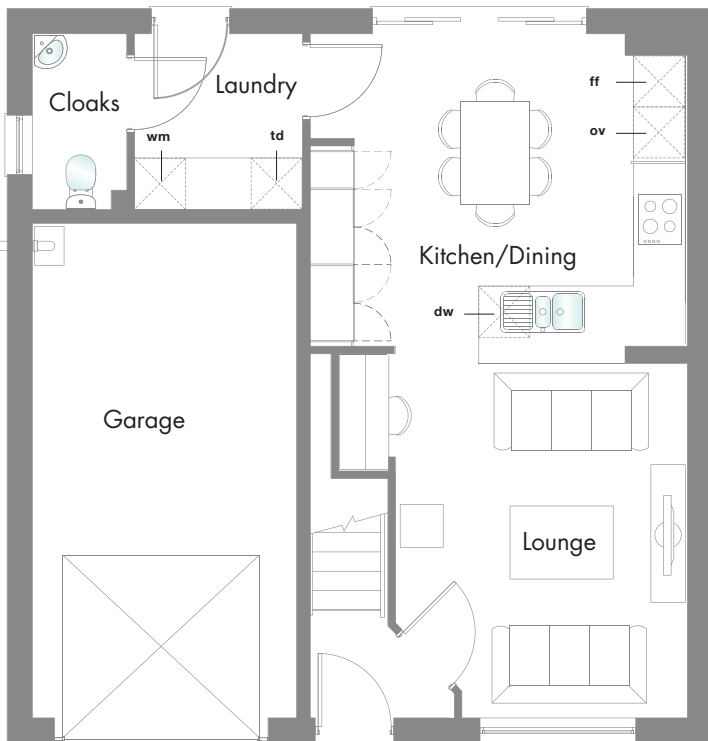 Cloaks
Laundry
wm
td
ff
ov
Kitchen/Dining
dw
Garage
Lounge